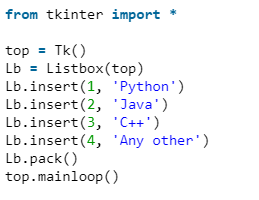 from tkinter import *
top = Tk()
Lb = Listbox(top)
Lb.insert(1, 'Python')
Lb.insert(2, 'Java')
Lb.insert(3, 'C++')
Lb.insert(4, 'Any other')
Lb.pack()
top.mainloop()